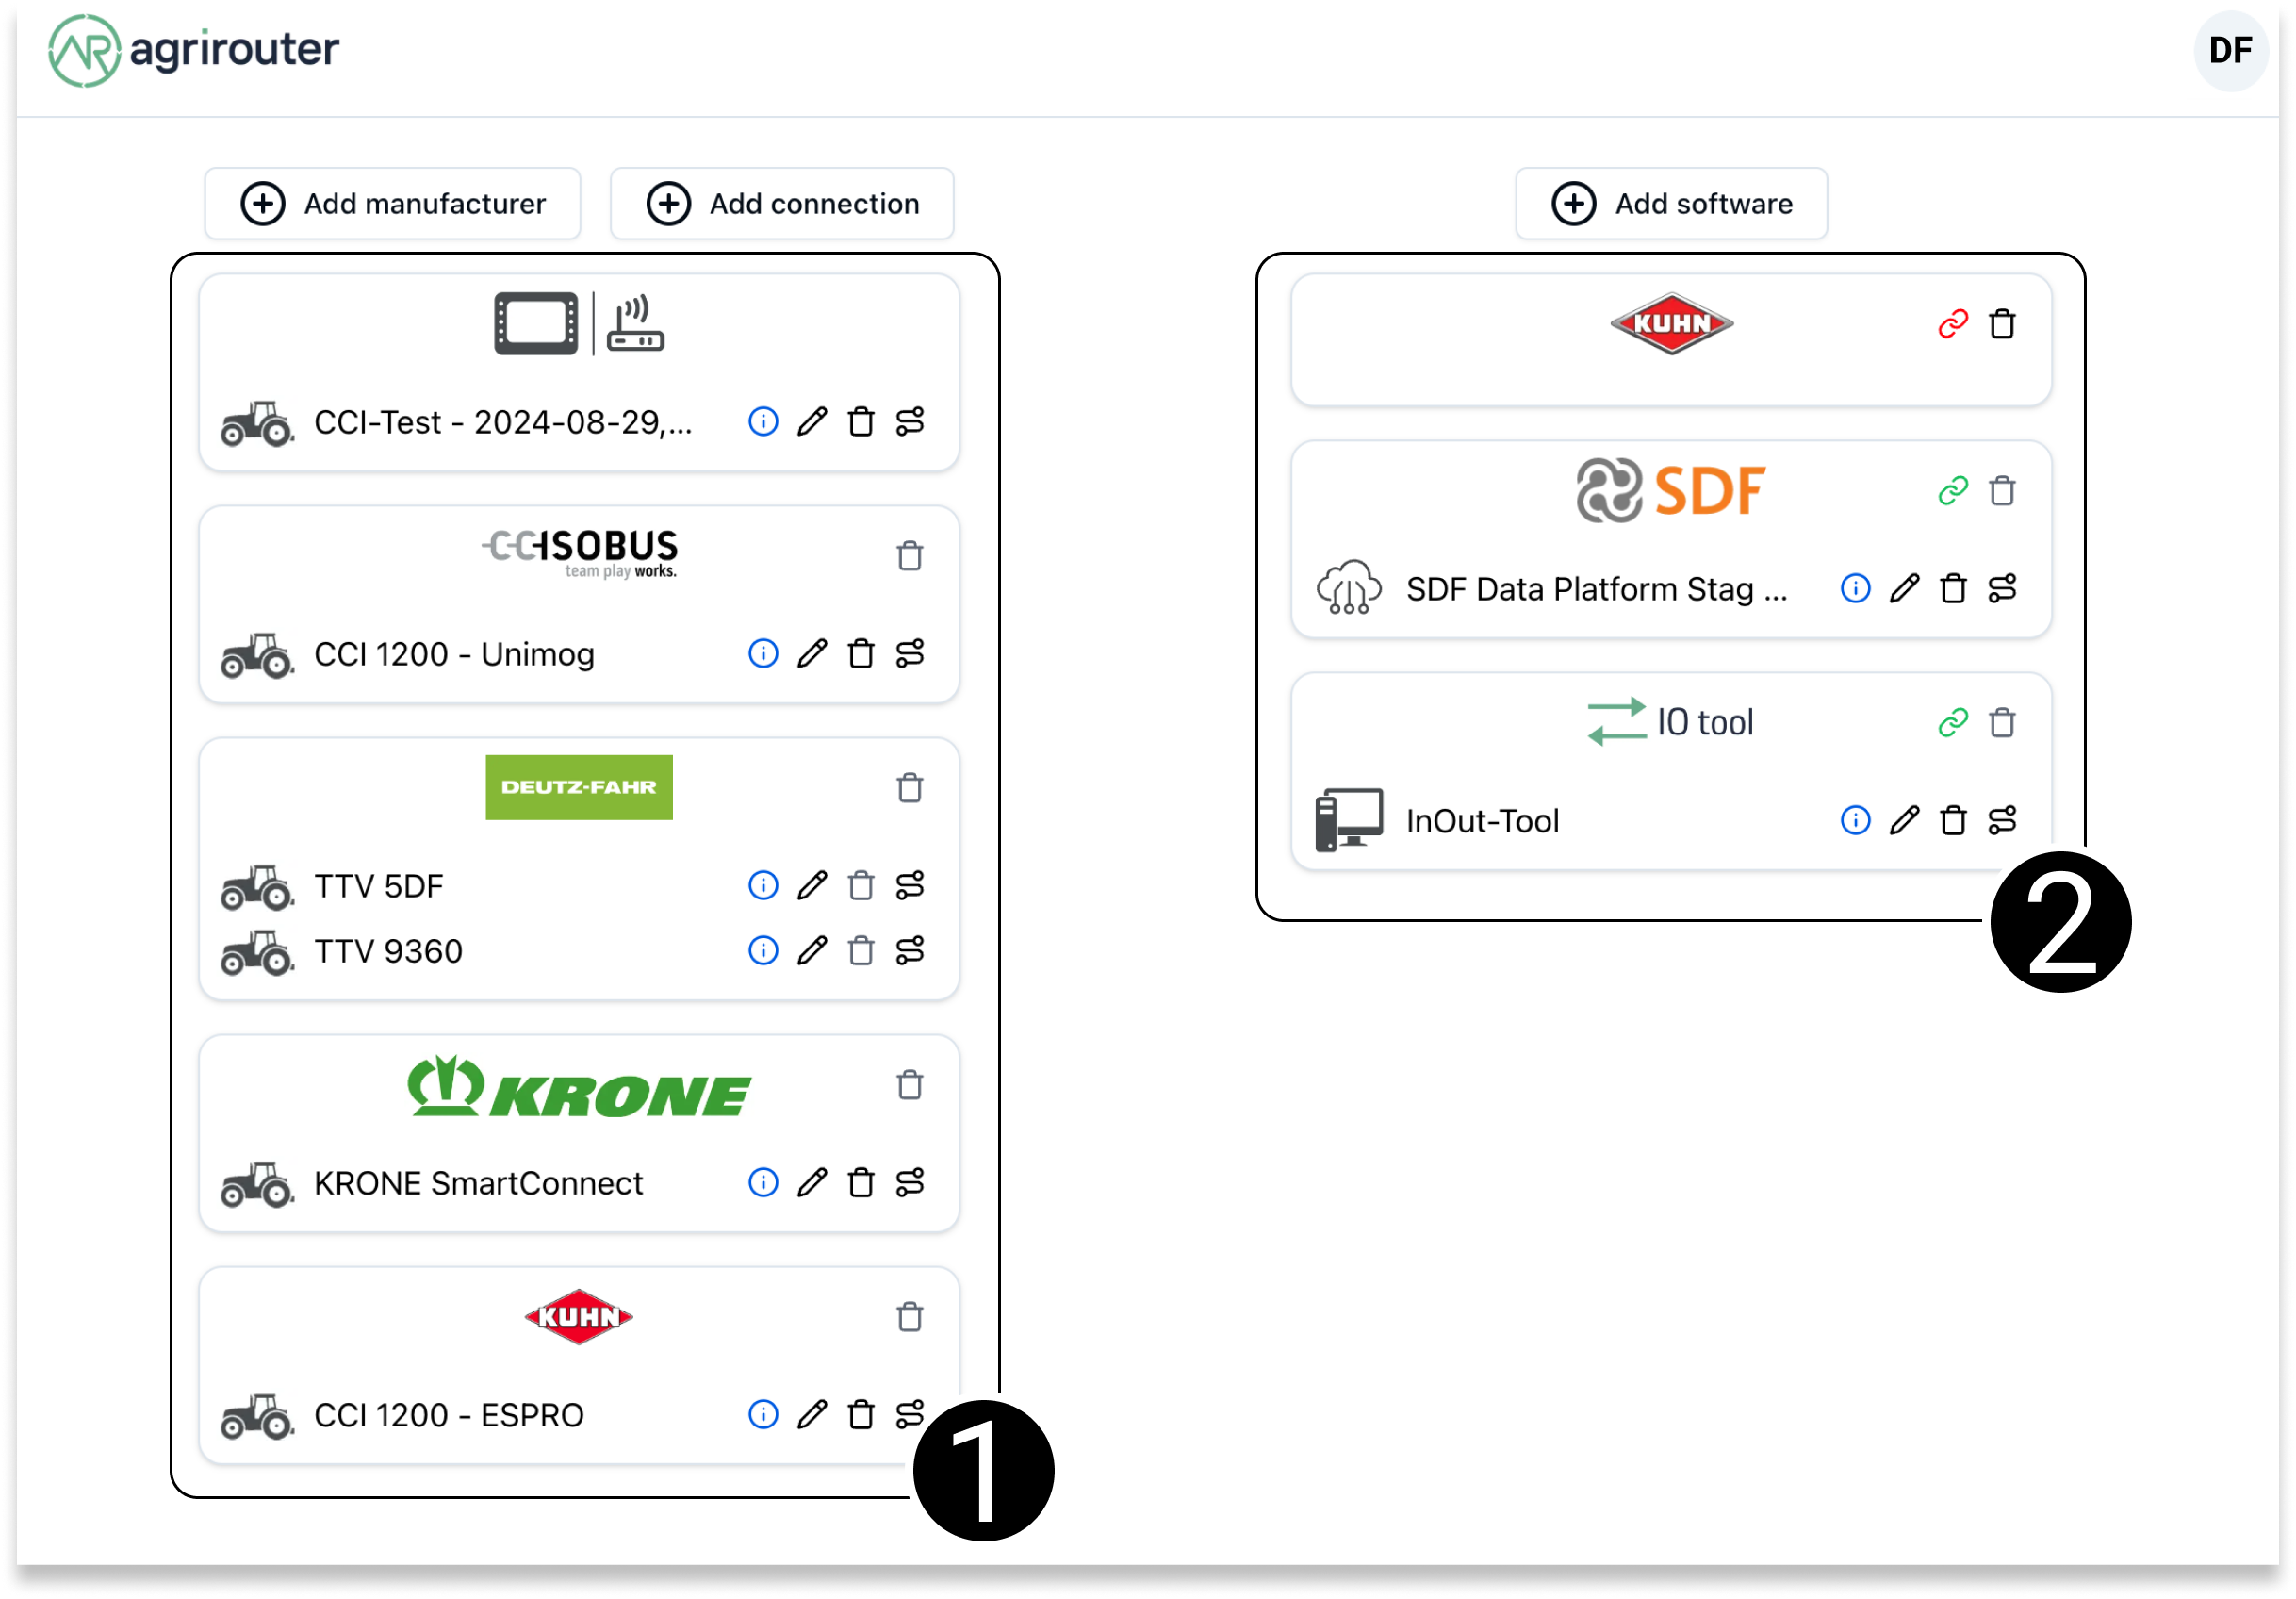 AR agrirouter
DF
Add manufacturer
Add connection
CCI-Test - 2024-08-29,...
CCISOBUS
team play works.
CCI 1200 - Unimog
DEUTZ-FAHR
TTV 5DF
TTV 9360
KRONE
KRONE SmartConnect
KUHN
CCI 1200 - ESPRO
1
Add software
KUHN
SDF
SDF Data Platform Stag ...
IO tool
InOut-Tool
2